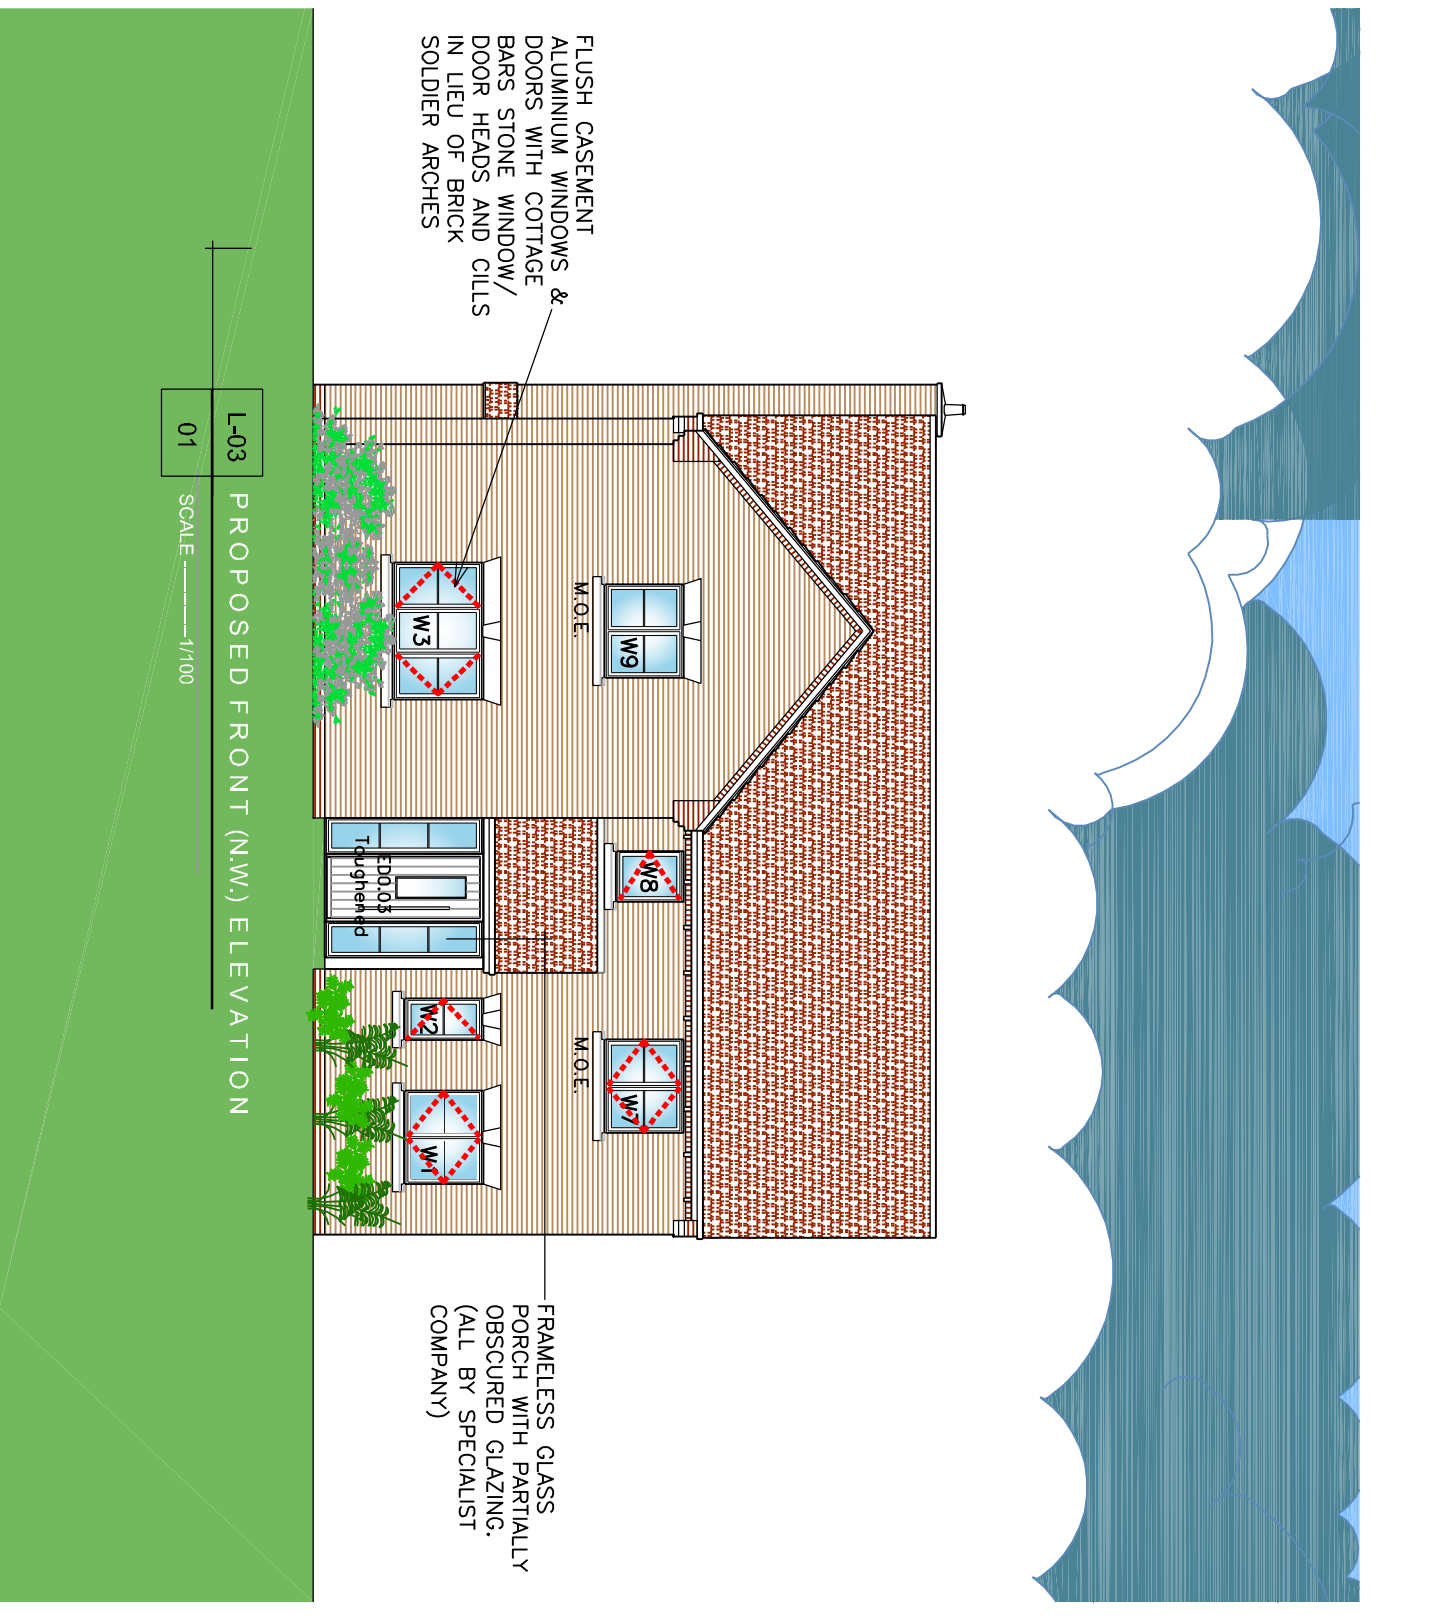 FLUSH CASEMENT
ALUMINIUM WINDOWS &
DOORS WITH COTTAGE
BARS STONE WINDOW/
DOOR HEADS AND CILLS
IN LIEU OF BRICK
SOLDIER ARCHES
W9
M.O.E.
W3
W8
W7
M.O.E.
ED0.03
Toughened
W2
W1
FRAMELESS GLASS
PORCH WITH PARTIALLY
OBSCURED GLAZING.
(ALL BY SPECIALIST
COMPANY)
L-03
01
PROPOSED FRONT (N.W.) ELEVATION
SCALE ---------- 1/100